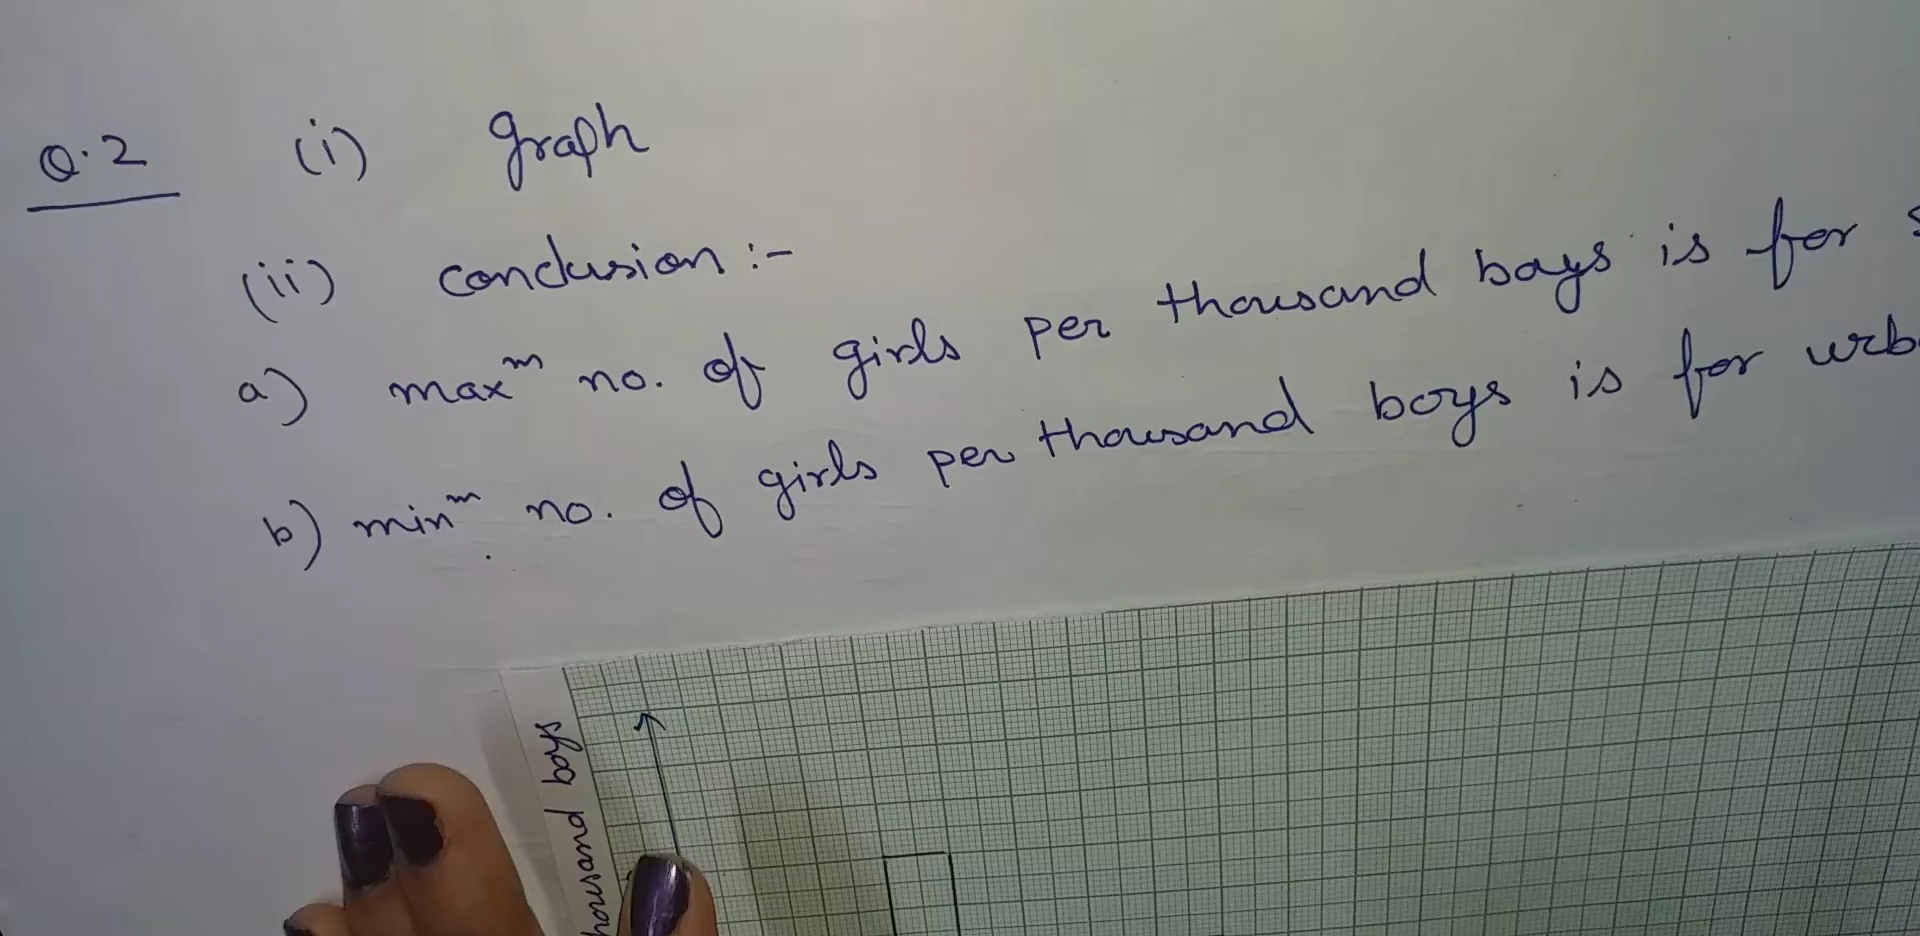 Q.2 (i) Graph
(ii) conclusion :-
a) maxᵐ no. of girls per thousand boys is for
b) minᵐ no. of girls per thousand boys is for urb
thousand boys